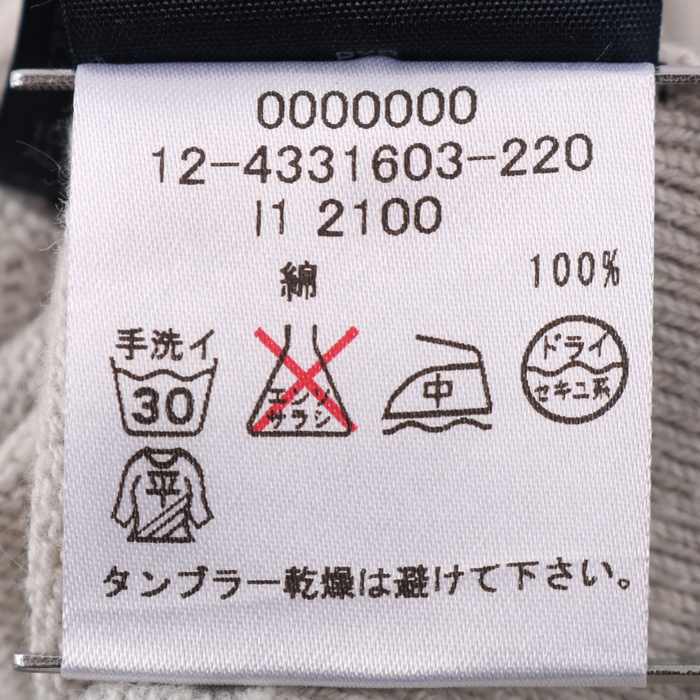 0000000
12-4331603-220
11 2100
綿 100%
手洗イ
30
エンソ
サラシ
中
ドライ
セキユ系
平
タンブラー乾燥は避けて下さい。